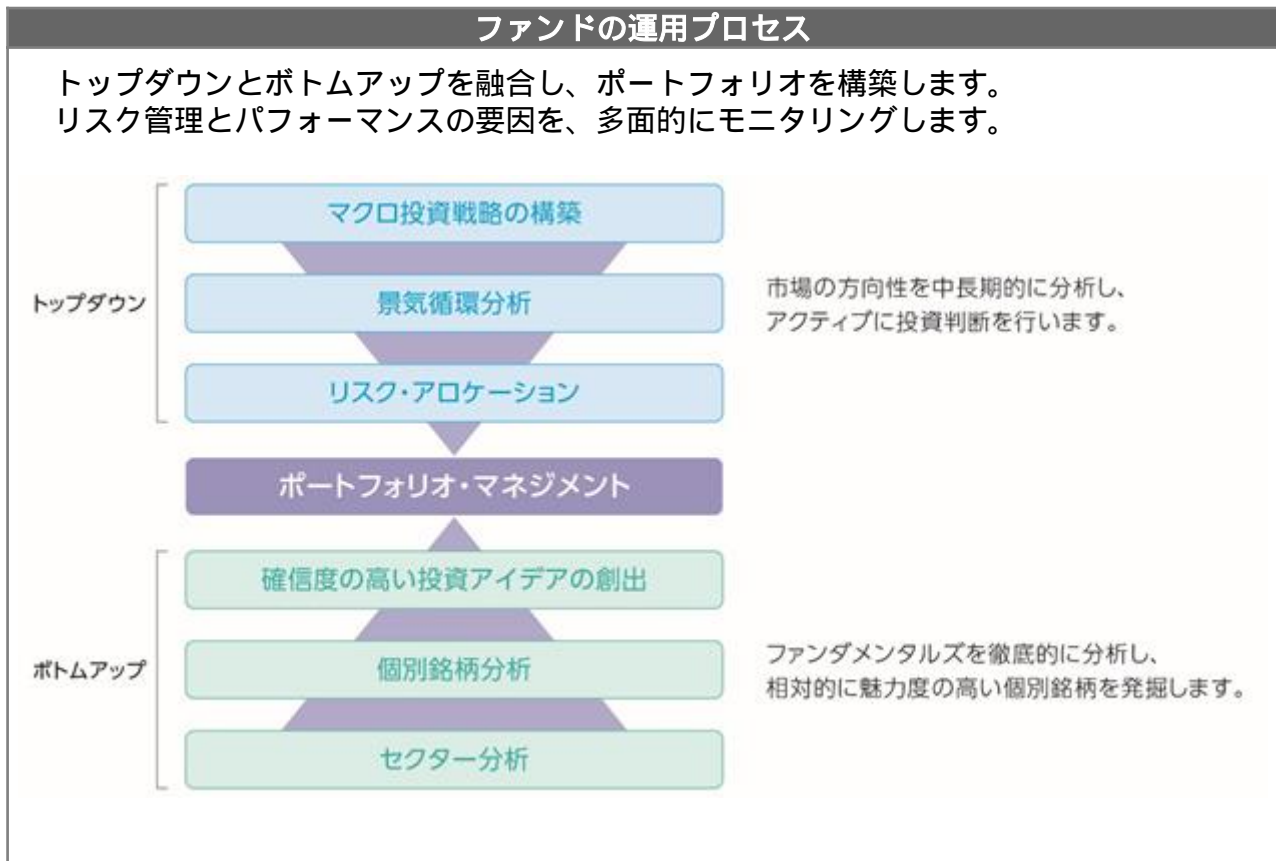 ファンドの運用プロセス
トップダウンとボトムアップを融合し、ポートフォリオを構築します。
リスク管理とパフォーマンスの要因を、多面的にモニタリングします。
トップダウン
マクロ投資戦略の構築
景気循環分析
リスク・アロケーション
市場の方向性を中長期的に分析し、
アクティブに投資判断を行います。
ポートフォリオ・マネジメント
ボトムアップ
確信度の高い投資アイデアの創出
個別銘柄分析
セクター分析
ファンダメンタルズを徹底的に分析し、
相対的に魅力度の高い個別銘柄を発掘します。